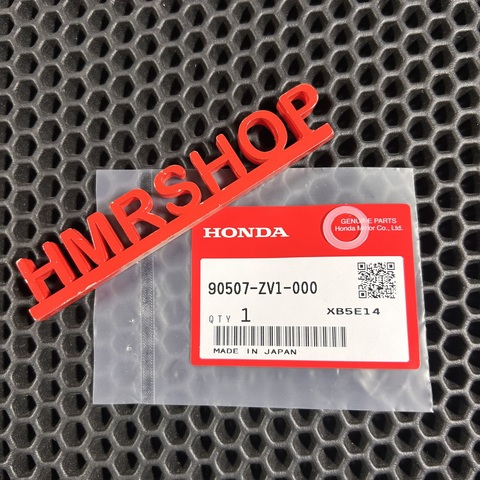 HMRSHOP
HONDA
GENUINE PARTS
Honda Motor Co., Ltd.
90507-ZV1-000
QTY 1
XB5E14
MADE IN JAPAN